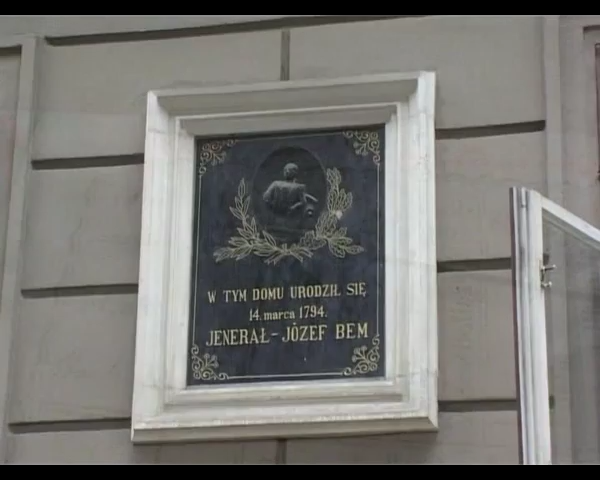 W TYM DOMU URODZIŁ SIĘ
14. marca 1794.
JENERAŁ-JÓZEF BEM